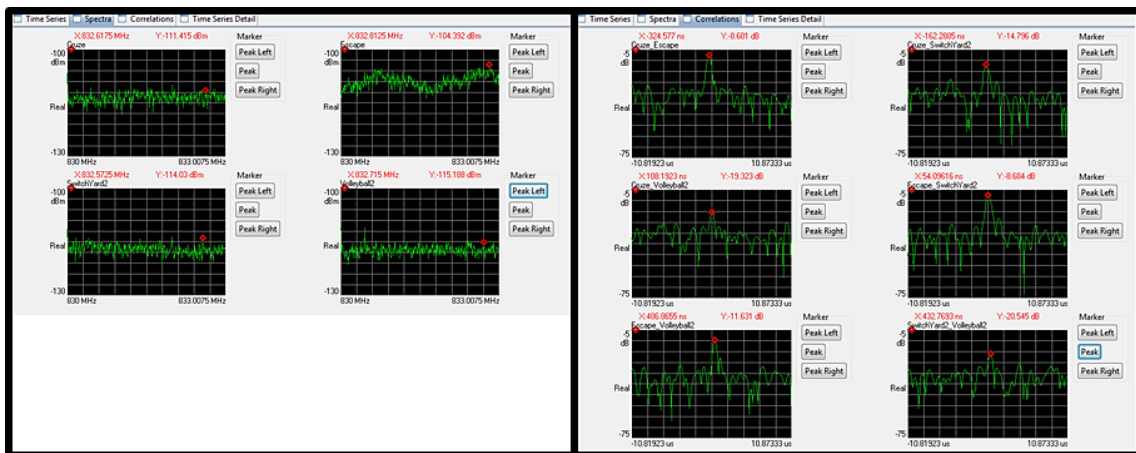 Time Series Spectra Correlations Time Series Detail
X:832.6175 MHz Y:-111.415 dBm Marker
Cruze
-100
dBm
Real
-130
830 MHz 833.0075 MHz
Peak Left
Peak
Peak Right
X:832.8125 MHz Y:-104.392 dBm Marker
Escape
-100
dBm
Real
-130
830 MHz 833.0075 MHz
Peak Left
Peak
Peak Right
X:832.5725 MHz Y:-114.03 dBm Marker
SwitchYard2
-100
dBm
Real
-130
830 MHz 833.0075 MHz
Peak Left
Peak
Peak Right
X:832.715 MHz Y:-115.188 dBm Marker
Volleyball2
-100
dBm
Real
-130
830 MHz 833.0075 MHz
Peak Left
Peak
Peak Right
Time Series Spectra Correlations Time Series Detail
X:-324.577 ns Y:-8.601 dB Marker
Cruze_Escape
-5
dB
Real
-75
-10.81923 us 10.87333 us
Peak Left
Peak
Peak Right
X:-162.2885 ns Y:-14.796 dB Marker
Cruze_SwitchYard2
-5
dB
Real
-75
-10.81923 us 10.87333 us
Peak Left
Peak
Peak Right
X:108.1923 ns Y:-19.323 dB Marker
Cruze_Volleyball2
-5
dB
Real
-75
-10.81923 us 10.87333 us
Peak Left
Peak
Peak Right
X:54.09616 ns Y:-8.684 dB Marker
Escape_SwitchYard2
-5
dB
Real
-75
-10.81923 us 10.87333 us
Peak Left
Peak
Peak Right
X:486.8655 ns Y:-11.631 dB Marker
Escape_Volleyball2
-5
dB
Real
-75
-10.81923 us 10.87333 us
Peak Left
Peak
Peak Right
X:432.7693 ns Y:-20.545 dB Marker
SwitchYard2_Volleyball2
-5
dB
Real
-75
-10.81923 us 10.87333 us
Peak Left
Peak
Peak Right